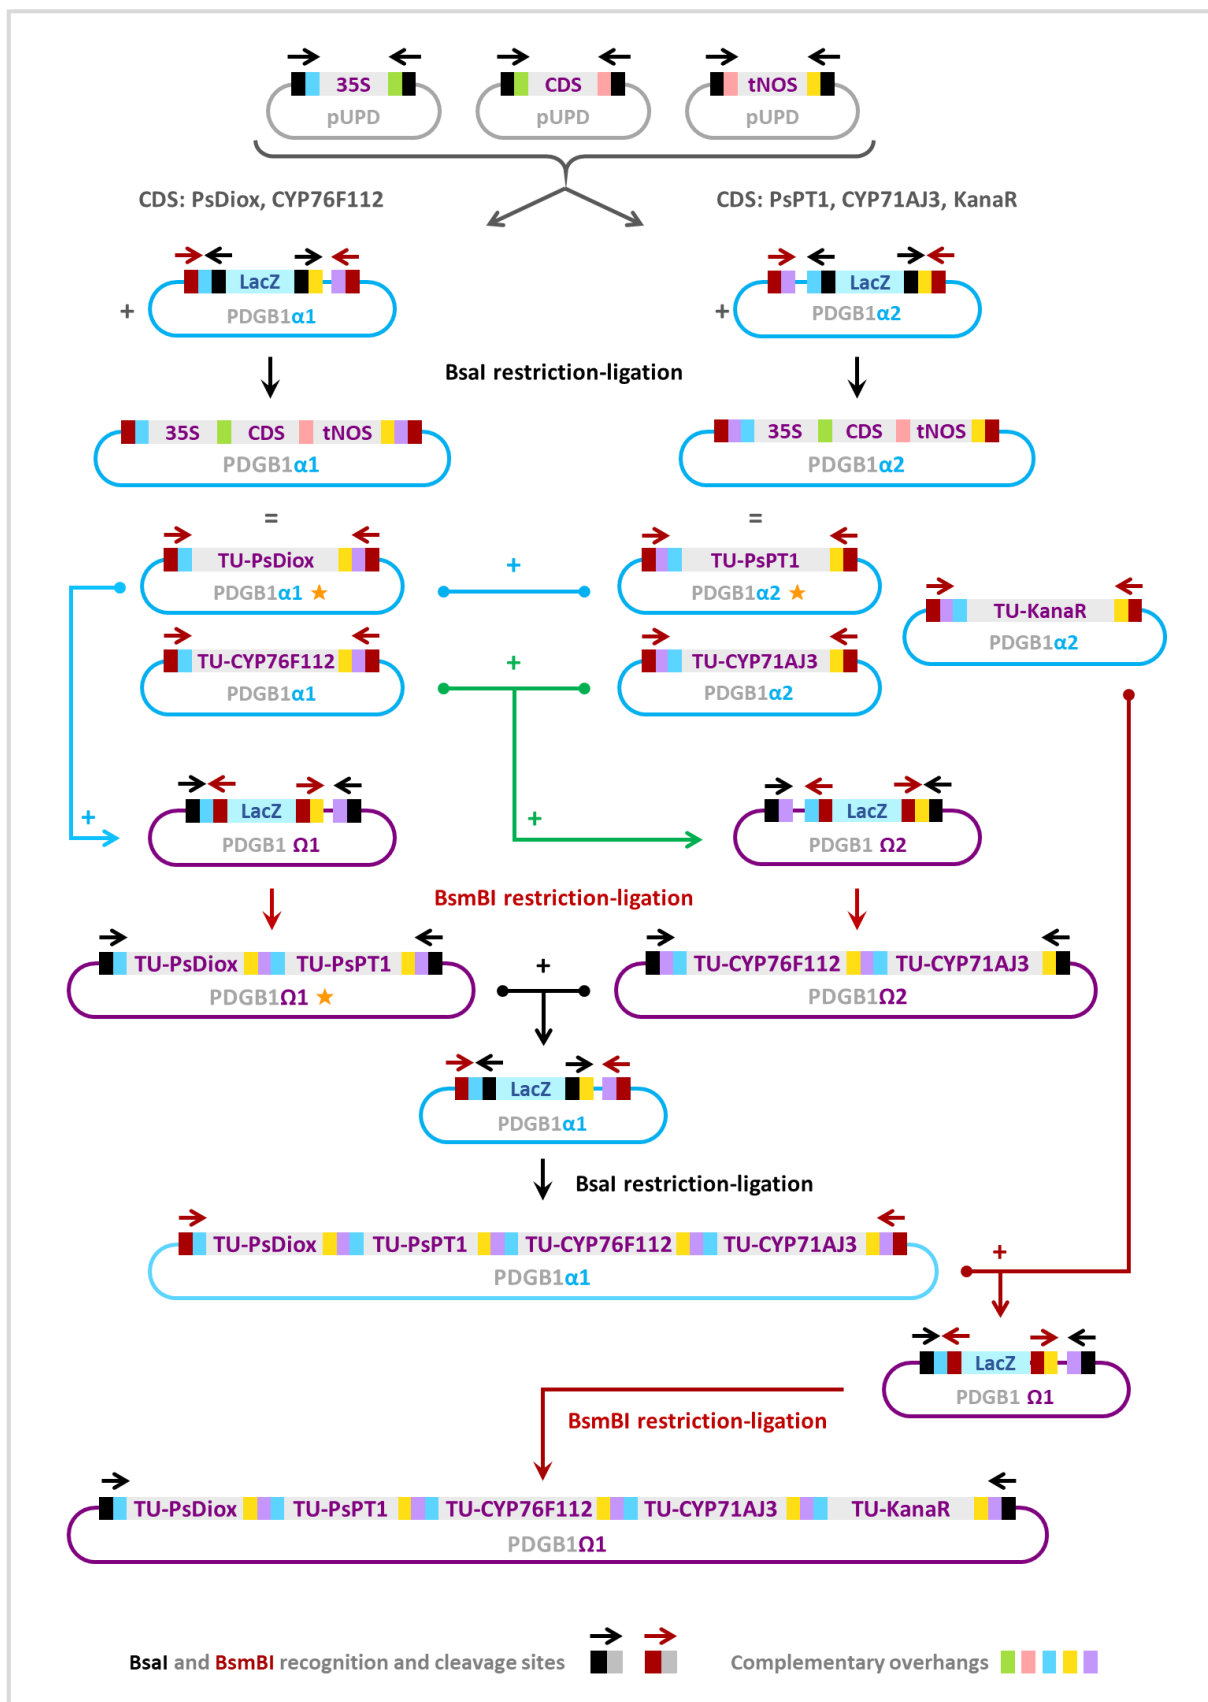 35S CDS tNOS
pUPD pUPD pUPD
CDS: PsDiox, CYP76F112 CDS: PsPT1, CYP71AJ3, KanaR
LacZ LacZ
+ PDGB1α1 + PDGB1α2
BsaI restriction-ligation
35S CDS tNOS 35S CDS tNOS
PDGB1α1 PDGB1α2
= =
TU-PsDiox + TU-PsPT1
PDGB1α1 ★ PDGB1α2 ★
TU-KanaR
PDGB1α2
TU-CYP76F112 + TU-CYP71AJ3
PDGB1α1 PDGB1α2
LacZ LacZ
+ +
PDGB1 Ω1 PDGB1 Ω2
BsmBI restriction-ligation
TU-PsDiox TU-PsPT1 + TU-CYP76F112 TU-CYP71AJ3
PDGB1Ω1 ★ PDGB1Ω2
LacZ
PDGB1α1
BsaI restriction-ligation
TU-PsDiox TU-PsPT1 TU-CYP76F112 TU-CYP71AJ3
PDGB1α1
+
LacZ
PDGB1 Ω1
BsmBI restriction-ligation
TU-PsDiox TU-PsPT1 TU-CYP76F112 TU-CYP71AJ3 TU-KanaR
PDGB1Ω1
BsaI and BsmBI recognition and cleavage sites Complementary overhangs